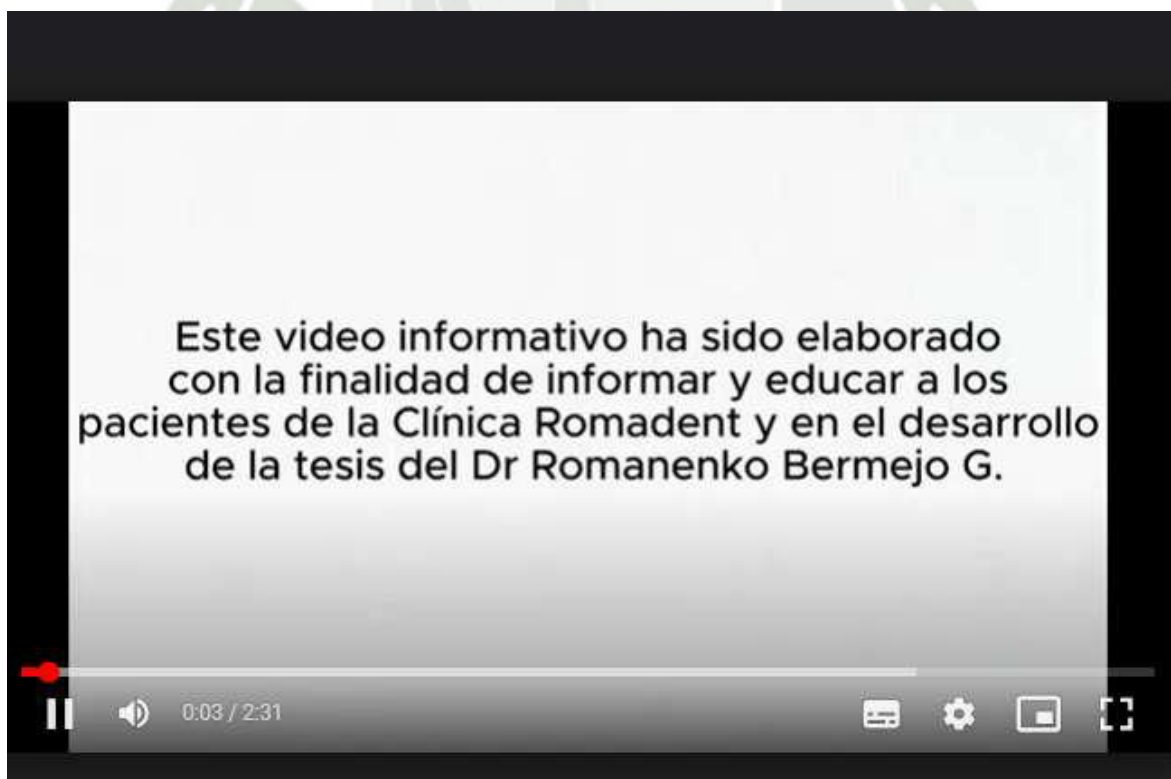 Este video informativo ha sido elaborado
con la finalidad de informar y educar a los
pacientes de la Clínica Romadent y en el desarrollo
de la tesis del Dr Romanenko Bermejo G.
0:03 / 2:31